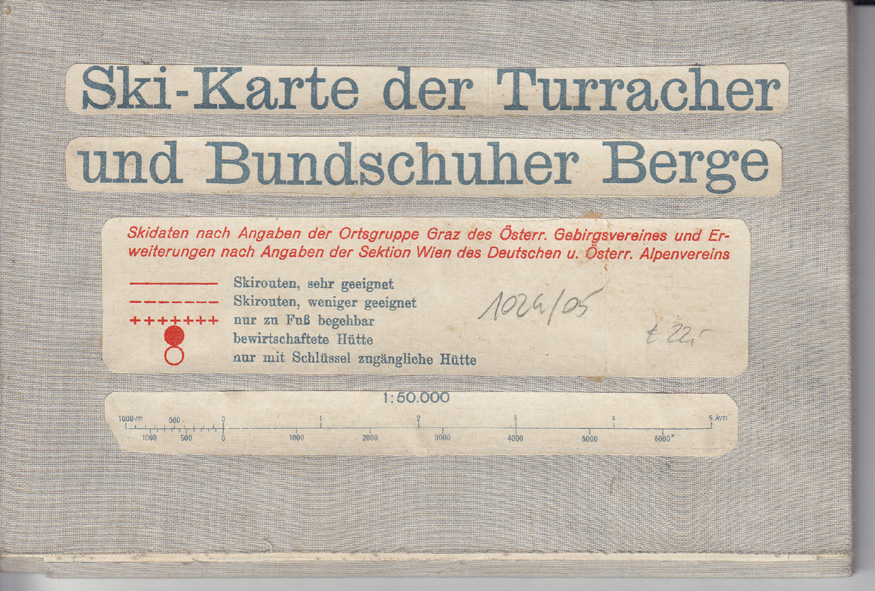 Ski-Karte der Turracher
und Bundschuher Berge
Skidaten nach Angaben der Ortsgruppe Graz des Österr. Gebirgsvereines und Er-
weiterungen nach Angaben der Sektion Wien des Deutschen u. Österr. Alpenvereins
Skirouten, sehr geeignet
Skirouten, weniger geeignet
nur zu Fuß begehbar
bewirtschaftete Hütte
nur mit Schlüssel zugängliche Hütte
1024/05
1:50.000
1000 m 500 0 1 2 3 4 5 km
1000 500 0 1000 2000 3000 4000 5000 6000 x